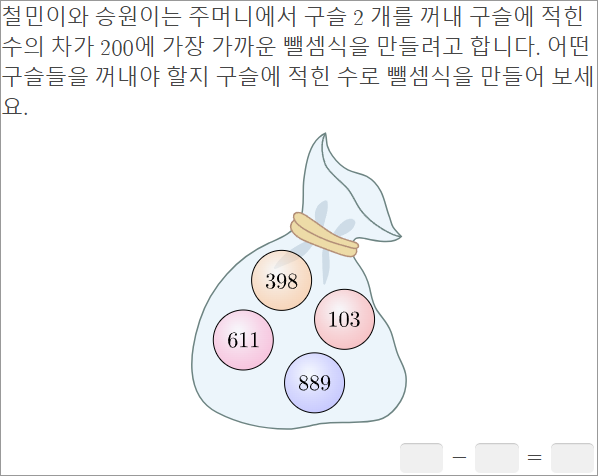 철민이와 승원이는 주머니에서 구슬 2 개를 꺼내 구슬에 적힌
수의 차가 200에 가장 가까운 뺄셈식을 만들려고 합니다. 어떤
구슬들을 꺼내야 할지 구슬에 적힌 수로 뺄셈식을 만들어 보세
요.
398
103
611
889
− =